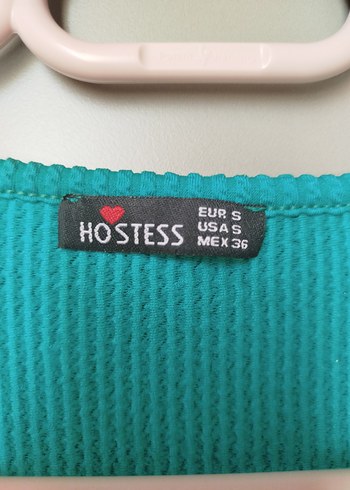 HOSTESS
EUR S
USA S
MEX 36